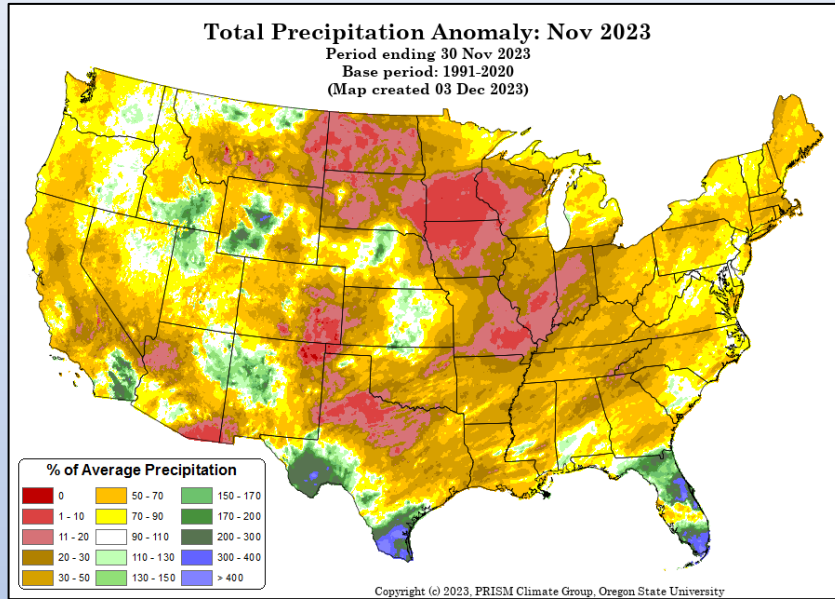 Total Precipitation Anomaly: Nov 2023
Period ending 30 Nov 2023
Base period: 1991-2020
(Map created 03 Dec 2023)
% of Average Precipitation
0
1 - 10
11 - 20
20 - 30
30 - 50
50 - 70
70 - 90
90 - 110
110 - 130
130 - 150
150 - 170
170 - 200
200 - 300
300 - 400
> 400
Copyright (c) 2023, PRISM Climate Group, Oregon State University